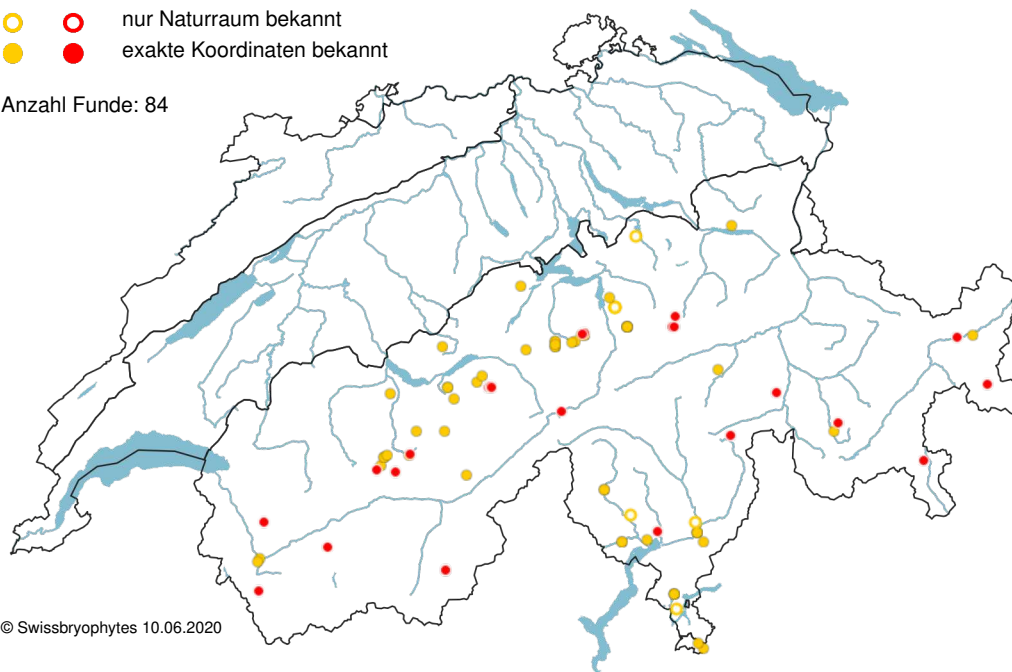 nur Naturraum bekannt
exakte Koordinaten bekannt
Anzahl Funde: 84
© Swissbryophytes 10.06.2020